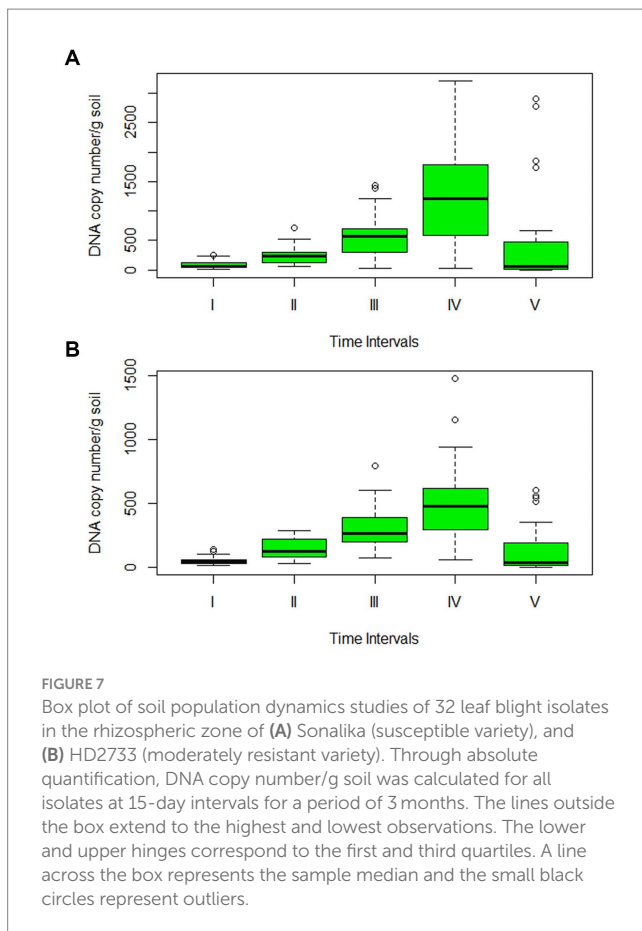 A
DNA copy number/g soil
2500
1500
500
0
I II III IV V
Time Intervals
B
DNA copy number/g soil
1500
1000
500
0
I II III IV V
Time Intervals
FIGURE 7
Box plot of soil population dynamics studies of 32 leaf blight isolates
in the rhizospheric zone of (A) Sonalika (susceptible variety), and
(B) HD2733 (moderately resistant variety). Through absolute
quantification, DNA copy number/g soil was calculated for all
isolates at 15-day intervals for a period of 3 months. The lines outside
the box extend to the highest and lowest observations. The lower
and upper hinges correspond to the first and third quartiles. A line
across the box represents the sample median and the small black
circles represent outliers.